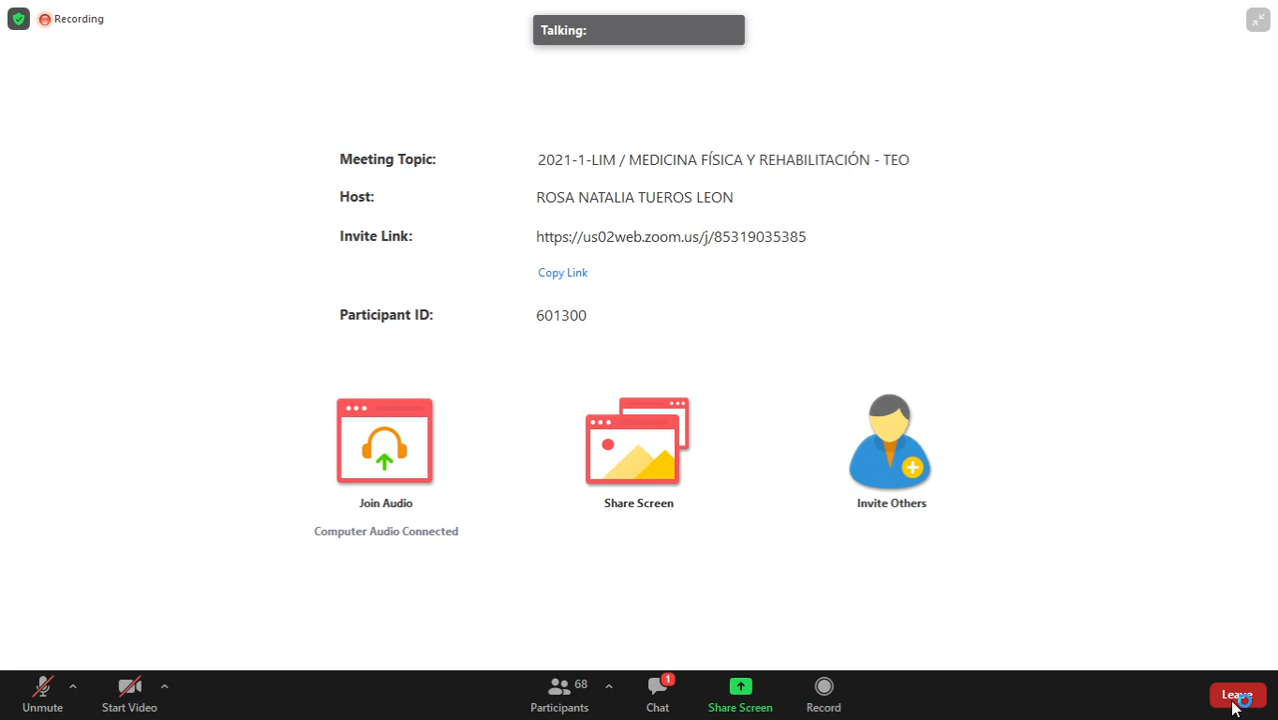 Recording
Talking:
Meeting Topic: 2021-1-LIM / MEDICINA FÍSICA Y REHABILITACIÓN - TEO
Host: ROSA NATALIA TUEROS LEON
Invite Link: https://us02web.zoom.us/j/85319035385
Copy Link
Participant ID: 601300
Join Audio Share Screen Invite Others
Computer Audio Connected
68 1
Unmute Start Video Participants Chat Share Screen Record Leave